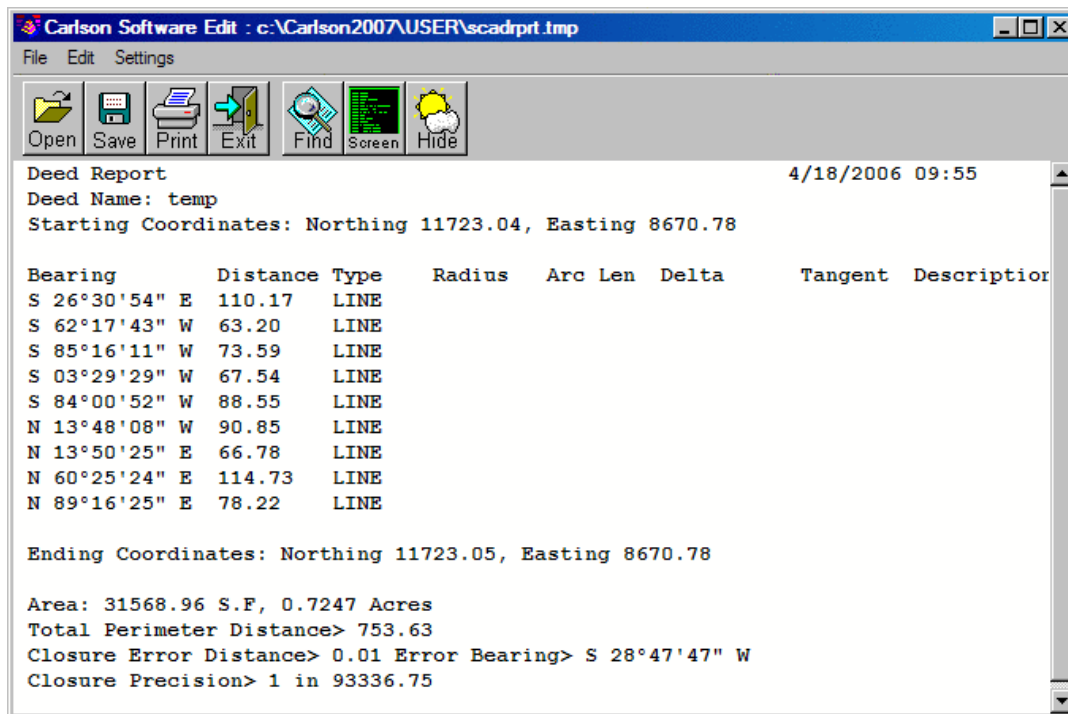 Carlson Software Edit : c:\Carlson2007\USER\scadrprt.tmp
File Edit Settings
Open Save Print Exit Find Screen Hide
Deed Report 4/18/2006 09:55
Deed Name: temp
Starting Coordinates: Northing 11723.04, Easting 8670.78
Bearing Distance Type Radius Arc Len Delta Tangent Description
S 26°30'54" E 110.17 LINE
S 62°17'43" W 63.20 LINE
S 85°16'11" W 73.59 LINE
S 03°29'29" W 67.54 LINE
S 84°00'52" W 88.55 LINE
N 13°48'08" W 90.85 LINE
N 13°50'25" E 66.78 LINE
N 60°25'24" E 114.73 LINE
N 89°16'25" E 78.22 LINE
Ending Coordinates: Northing 11723.05, Easting 8670.78
Area: 31568.96 S.F, 0.7247 Acres
Total Perimeter Distance> 753.63
Closure Error Distance> 0.01 Error Bearing> S 28°47'47" W
Closure Precision> 1 in 93336.75